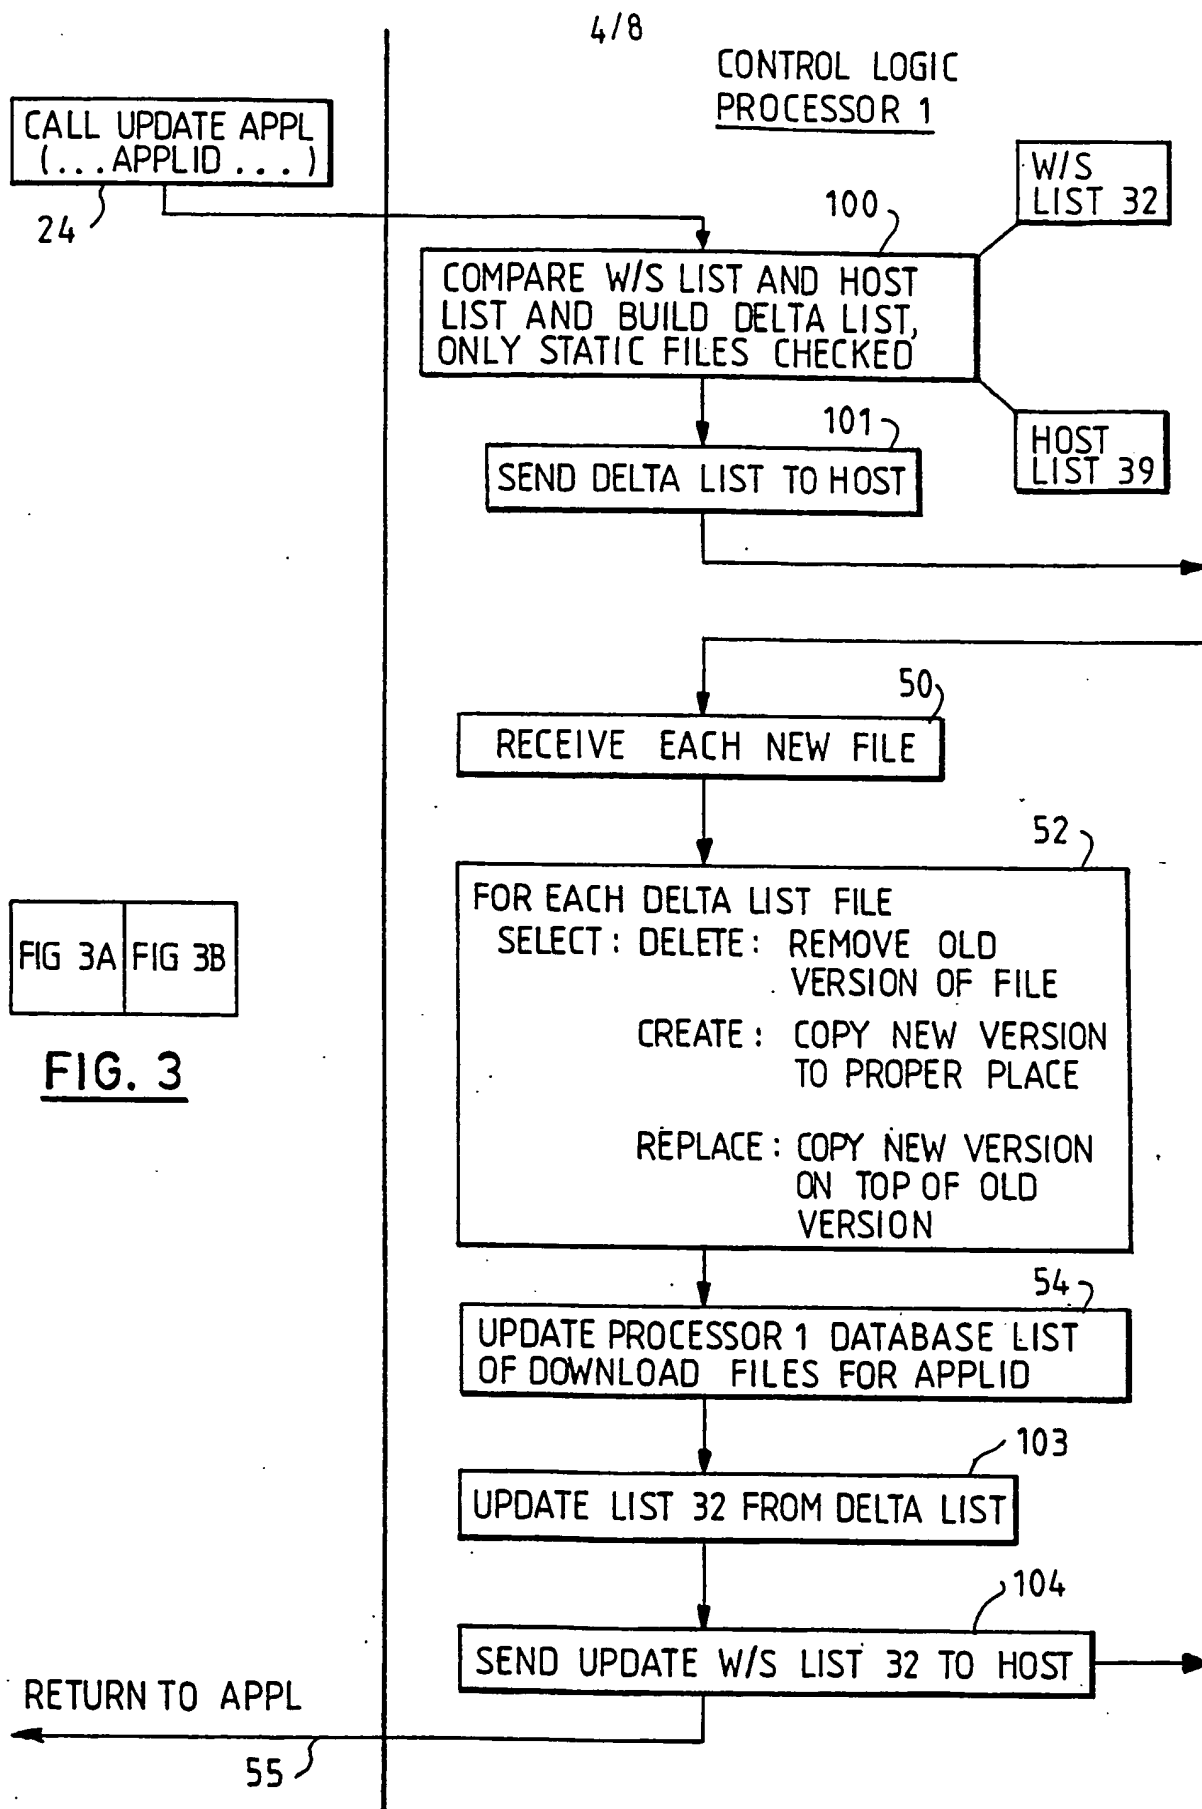 4/8
CONTROL LOGIC
PROCESSOR 1
CALL UPDATE APPL
(...APPLID...)
24
W/S
LIST 32
100
COMPARE W/S LIST AND HOST
LIST AND BUILD DELTA LIST,
ONLY STATIC FILES CHECKED
HOST
LIST 39
101
SEND DELTA LIST TO HOST
50
RECEIVE EACH NEW FILE
52
FOR EACH DELTA LIST FILE
SELECT: DELETE: REMOVE OLD
VERSION OF FILE
CREATE: COPY NEW VERSION
TO PROPER PLACE
REPLACE: COPY NEW VERSION
ON TOP OF OLD
VERSION
FIG 3A FIG 3B
FIG. 3
54
UPDATE PROCESSOR 1 DATABASE LIST
OF DOWNLOAD FILES FOR APPLID
103
UPDATE LIST 32 FROM DELTA LIST
104
SEND UPDATE W/S LIST 32 TO HOST
RETURN TO APPL
55